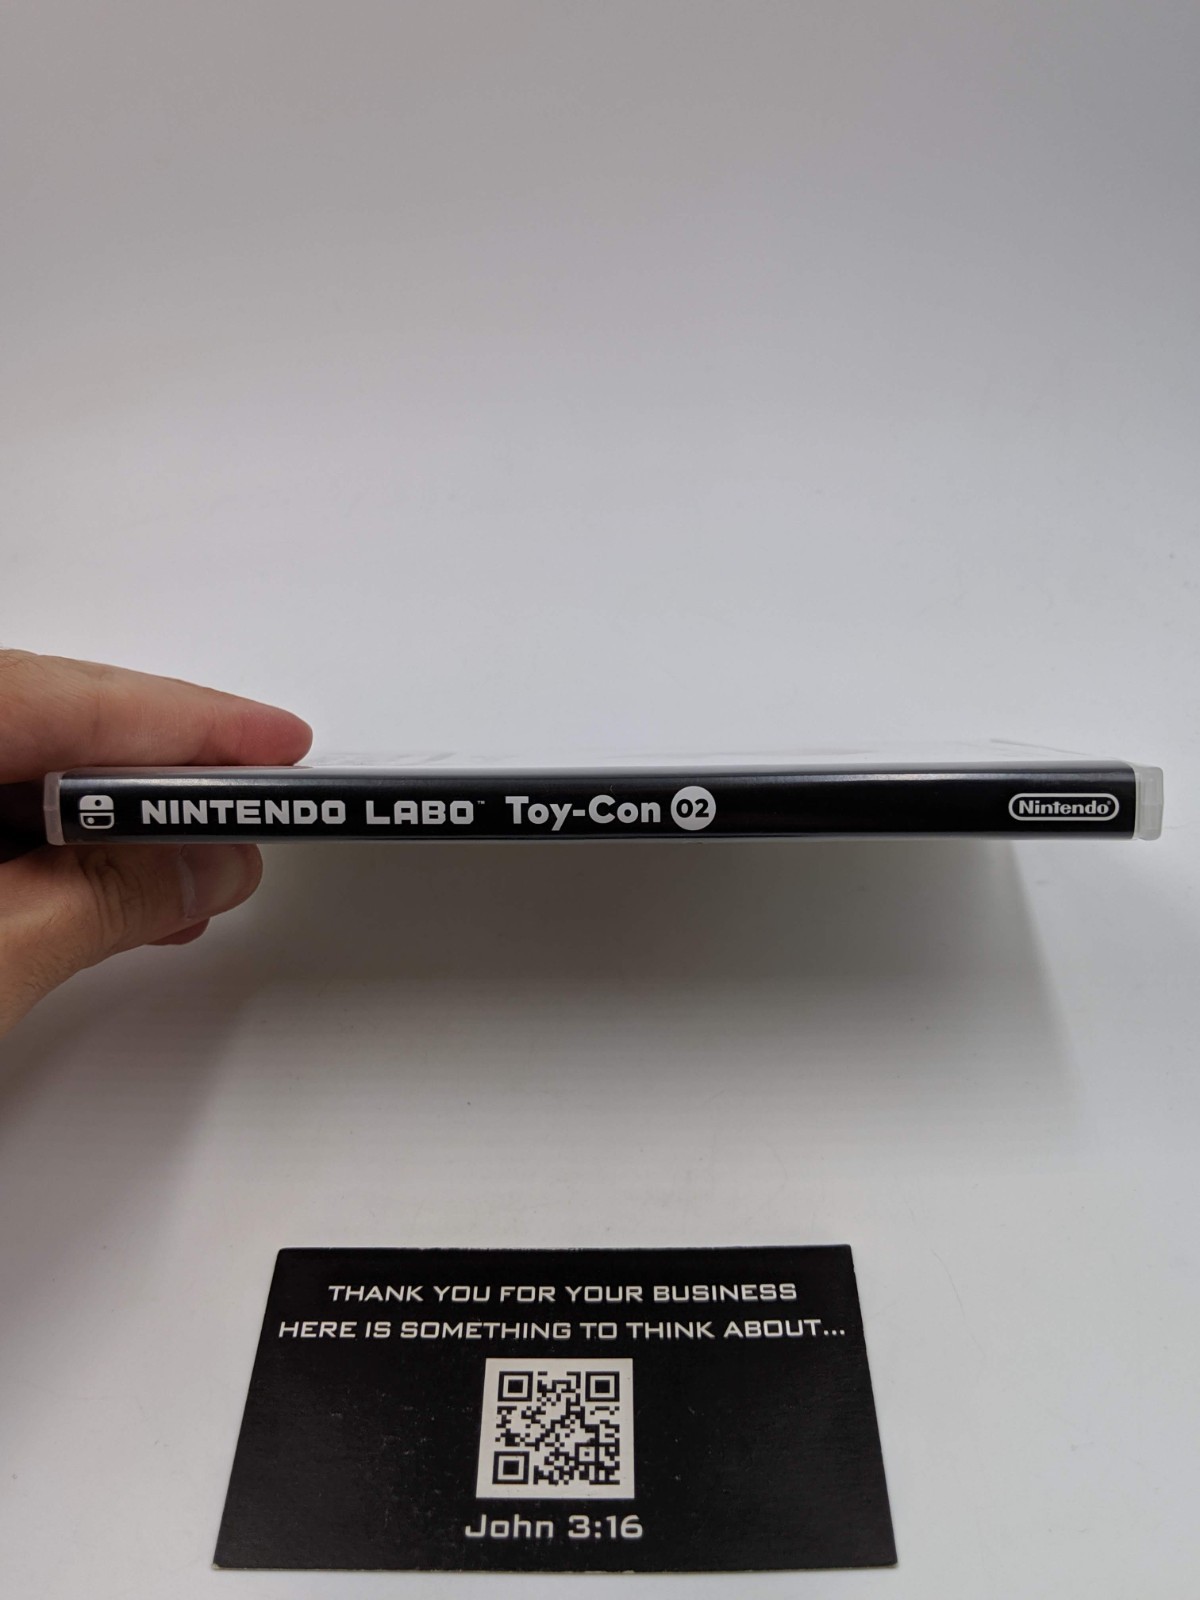 NINTENDO LABO™ Toy-Con 02 Nintendo®
THANK YOU FOR YOUR BUSINESS
HERE IS SOMETHING TO THINK ABOUT...
John 3:16